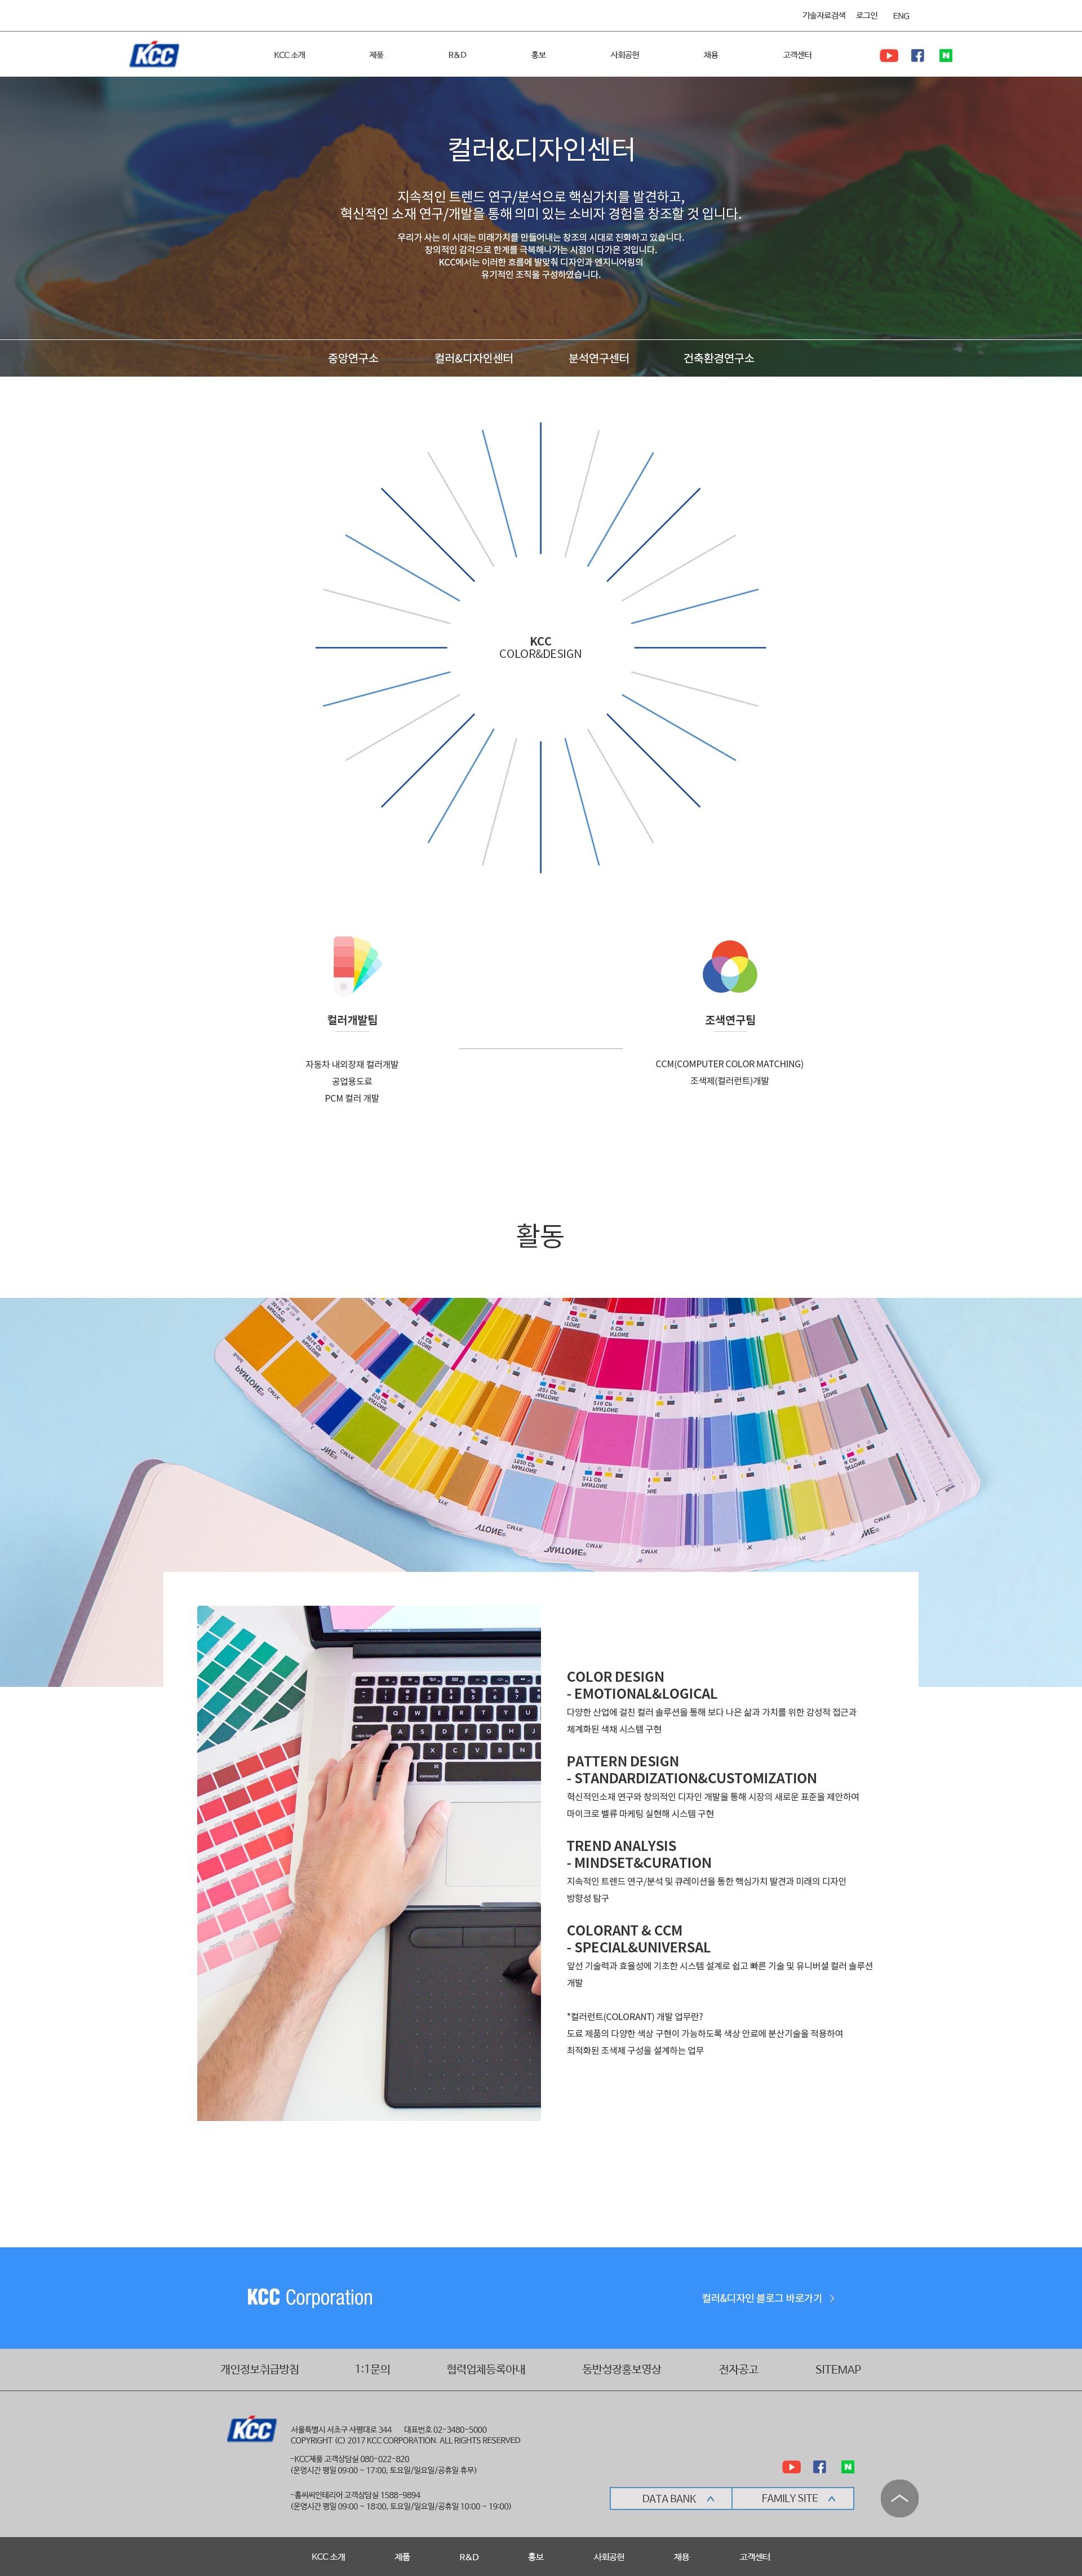 기술자료검색 로그인 ENG
KCC
KCC 소개 제품 R&D 홍보 사회공헌 채용 고객센터
컬러&디자인센터
지속적인 트렌드 연구/분석으로 핵심가치를 발견하고,
혁신적인 소재 연구/개발을 통해 의미 있는 소비자 경험을 창조할 것 입니다.
우리가 사는 이 시대는 미래가치를 만들어내는 창조의 시대로 진화하고 있습니다.
창의적인 감각으로 한계를 극복해나가는 시점이 다가온 것입니다.
KCC에서는 이러한 흐름에 발맞춰 디자인과 엔지니어링의
유기적인 조직을 구성하였습니다.
중앙연구소 컬러&디자인센터 분석연구센터 건축환경연구소
KCC
COLOR&DESIGN
컬러개발팀
자동차 내외장재 컬러개발
공업용도료
PCM 컬러 개발
조색연구팀
CCM(COMPUTER COLOR MATCHING)
조색제(컬러런트)개발
활동
COLOR DESIGN
- EMOTIONAL&LOGICAL
다양한 산업에 걸친 컬러 솔루션을 통해 보다 나은 삶과 가치를 위한 감성적 접근과
체계화된 색채 시스템 구현
PATTERN DESIGN
- STANDARDIZATION&CUSTOMIZATION
혁신적인소재 연구와 창의적인 디자인 개발을 통해 시장의 새로운 표준을 제안하여
마이크로 벨류 마케팅 실현해 시스템 구현
TREND ANALYSIS
- MINDSET&CURATION
지속적인 트렌드 연구/분석 및 큐레이션을 통한 핵심가치 발견과 미래의 디자인
방향성 탐구
COLORANT & CCM
- SPECIAL&UNIVERSAL
앞선 기술력과 효율성에 기초한 시스템 설계로 쉽고 빠른 기술 및 유니버셜 컬러 솔루션
개발
*컬러런트(COLORANT) 개발 업무란?
도료 제품의 다양한 색상 구현이 가능하도록 색상 안료에 분산기술을 적용하여
최적화된 조색제 구성을 설계하는 업무
KCC Corporation
컬러&디자인 블로그 바로가기 >
개인정보취급방침 1:1문의 협력업체등록아내 동반성장홍보영상 전자공고 SITEMAP
KCC
서울특별시 서초구 사평대로 344 대표번호 02-3480-5000
COPYRIGHT (C) 2017 KCC CORPORATION. ALL RIGHTS RESERVED
-KCC제품 고객상담실 080-022-820
(운영시간 평일 09:00 ~ 17:00, 토요일/일요일/공휴일 휴무)
-홈씨씨인테리어 고객상담실 1588-9894
(운영시간 평일 09:00 ~ 18:00, 토요일/일요일/공휴일 10:00 ~ 19:00)
DATA BANK FAMILY SITE
KCC 소개 제품 R&D 홍보 사회공헌 채용 고객센터